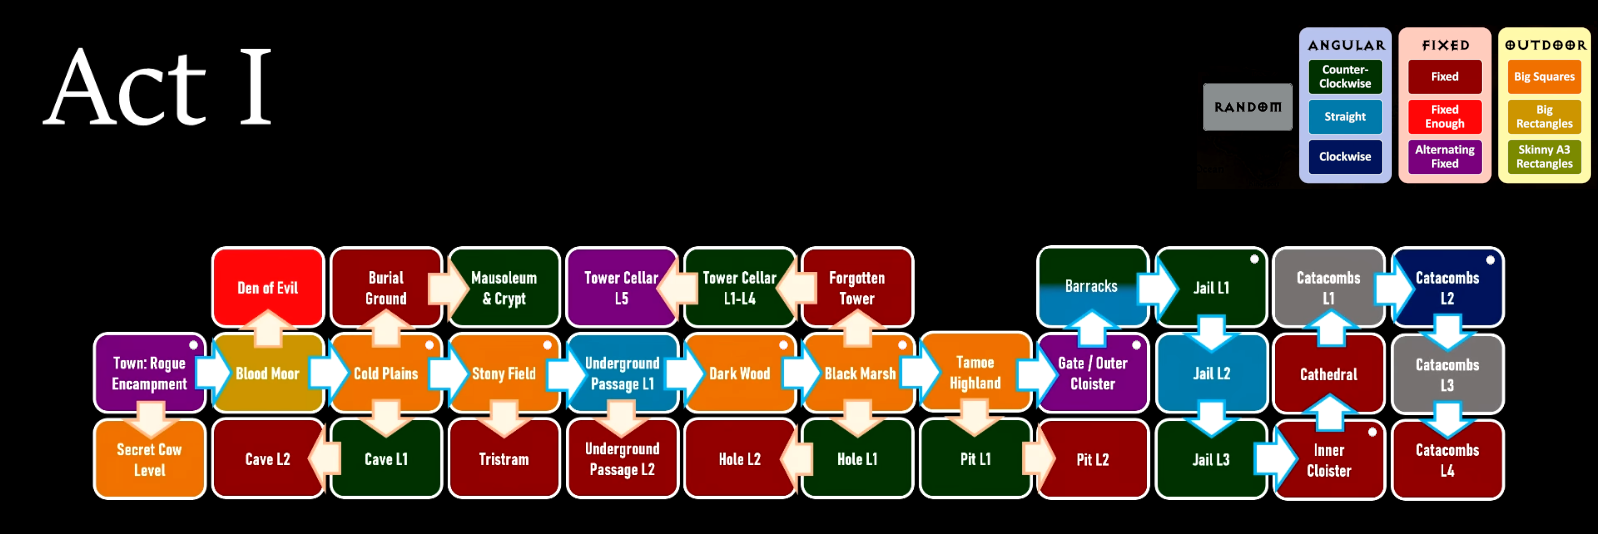 Act I
RANDOM
ANGULAR
Counter-
Clockwise
Straight
Clockwise
FIXED
Fixed
Fixed
Enough
Alternating
Fixed
OUTDOOR
Big Squares
Big
Rectangles
Skinny A3
Rectangles
Den of Evil
Burial
Ground
Mausoleum
& Crypt
Tower Cellar
L5
Tower Cellar
L1-L4
Forgotten
Tower
Barracks
Jail L1
Catacombs
L1
Catacombs
L2
Town: Rogue
Encampment
Blood Moor
Cold Plains
Stony Field
Underground
Passage L1
Dark Wood
Black Marsh
Tamoe
Highland
Gate / Outer
Cloister
Jail L2
Cathedral
Catacombs
L3
Secret Cow
Level
Cave L2
Cave L1
Tristram
Underground
Passage L2
Hole L2
Hole L1
Pit L1
Pit L2
Jail L3
Inner
Cloister
Catacombs
L4